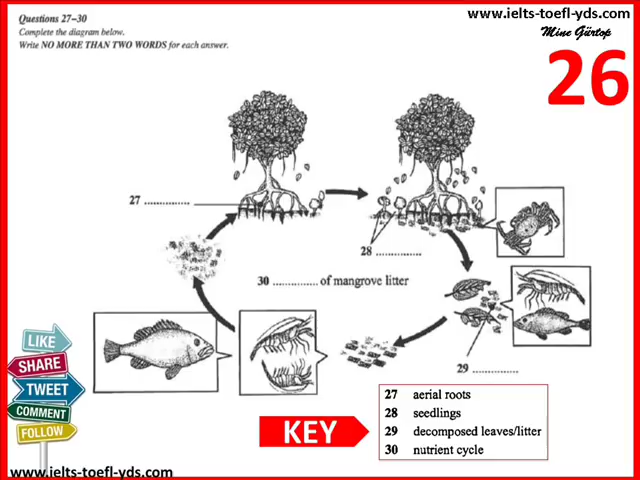 Questions 27–30
Complete the diagram below.
Write NO MORE THAN TWO WORDS for each answer.
www.ielts-toefl-yds.com
Mine Gürtop
26
27 ...............
28 ...............
30 ............... of mangrove litter
29 ...............
LIKE
SHARE
TWEET
COMMENT
FOLLOW
KEY
27 aerial roots
28 seedlings
29 decomposed leaves/litter
30 nutrient cycle
www.ielts-toefl-yds.com